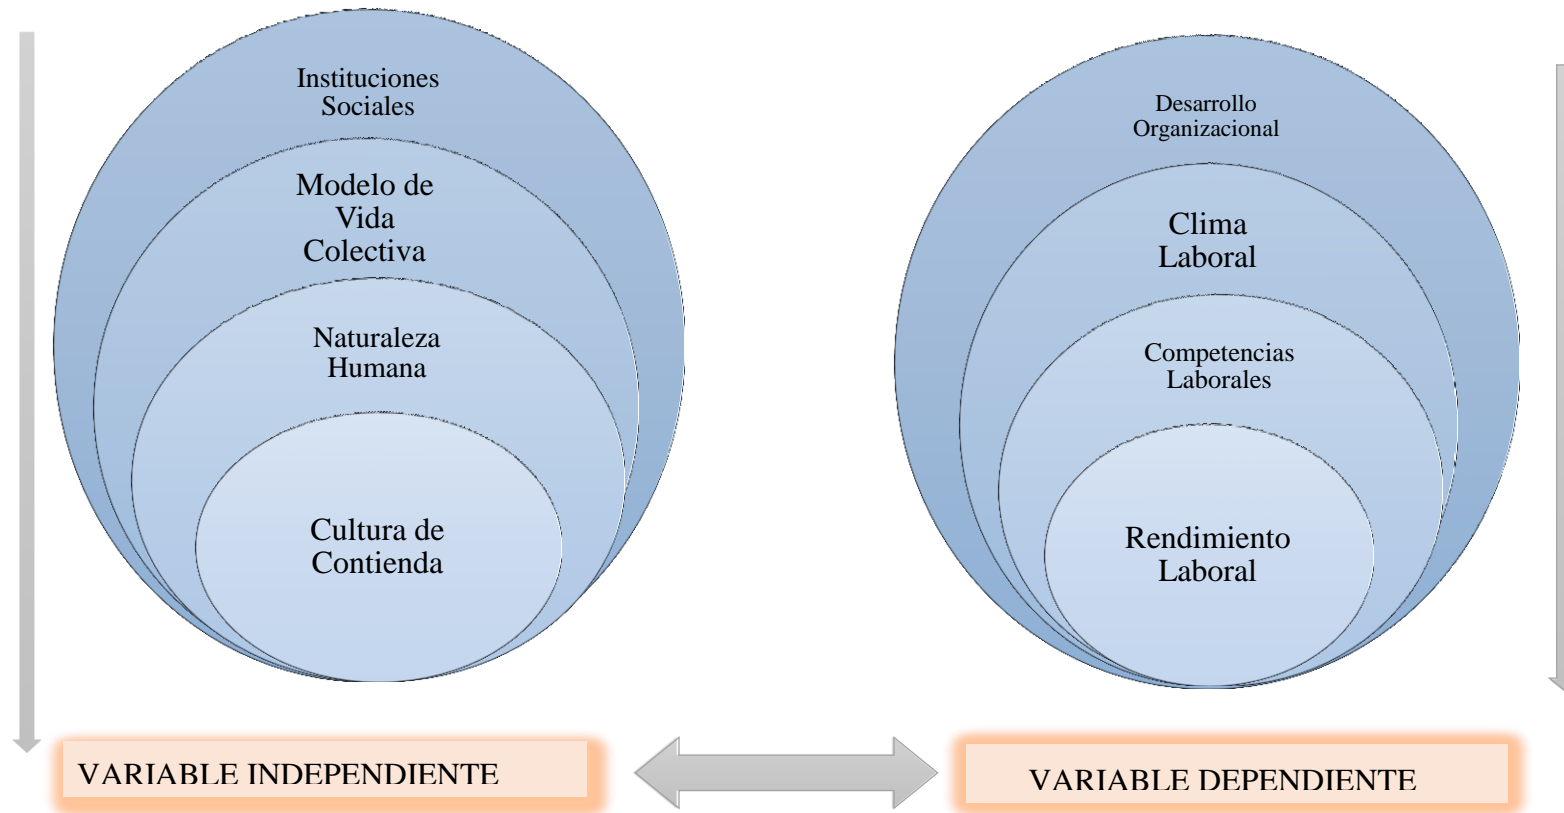 Instituciones
Sociales
Modelo de
Vida
Colectiva
Naturaleza
Humana
Cultura de
Contienda
VARIABLE INDEPENDIENTE
Desarrollo
Organizacional
Clima
Laboral
Competencias
Laborales
Rendimiento
Laboral
VARIABLE DEPENDIENTE